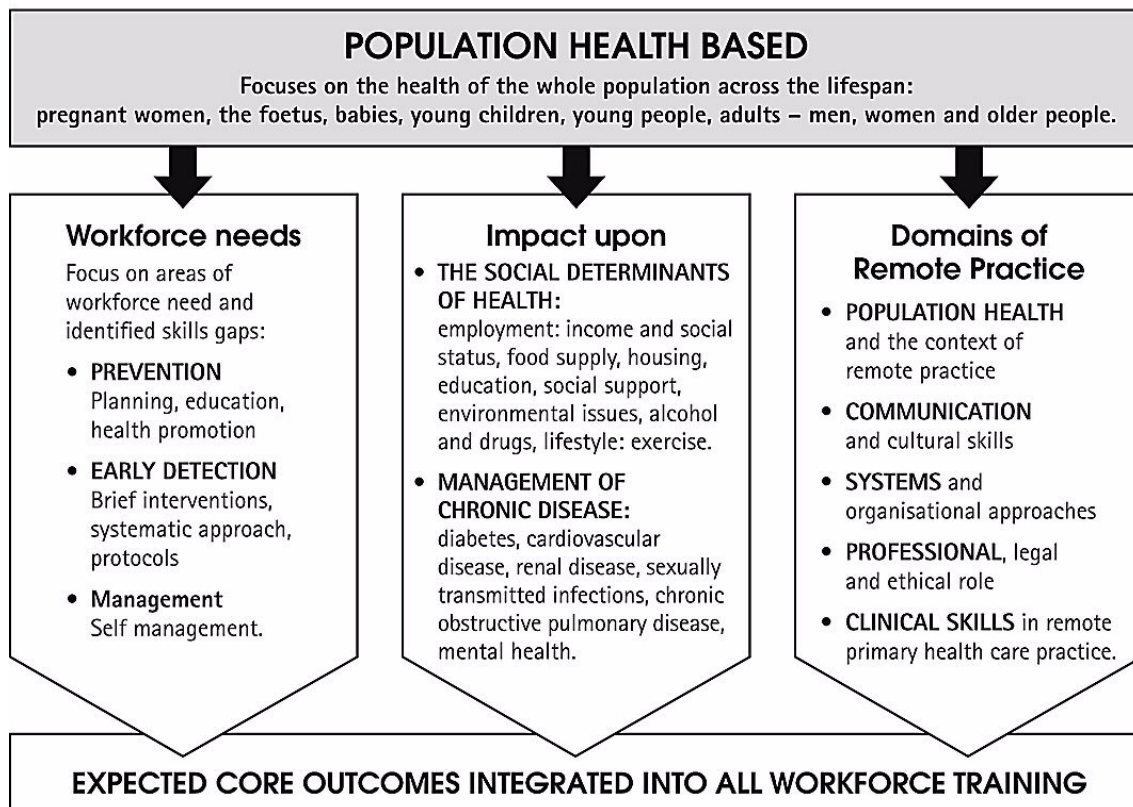 POPULATION HEALTH BASED
Focuses on the health of the whole population across the lifespan:
pregnant women, the foetus, babies, young children, young people, adults – men, women and older people.
Workforce needs
Focus on areas of
workforce need and
identified skills gaps:
• PREVENTION
Planning, education,
health promotion
• EARLY DETECTION
Brief interventions,
systematic approach,
protocols
• Management
Self management.
Impact upon
• THE SOCIAL DETERMINANTS
OF HEALTH:
employment: income and social
status, food supply, housing,
education, social support,
environmental issues, alcohol
and drugs, lifestyle: exercise.
• MANAGEMENT OF
CHRONIC DISEASE:
diabetes, cardiovascular
disease, renal disease, sexually
transmitted infections, chronic
obstructive pulmonary disease,
mental health.
Domains of
Remote Practice
• POPULATION HEALTH
and the context of
remote practice
• COMMUNICATION
and cultural skills
• SYSTEMS and
organisational approaches
• PROFESSIONAL, legal
and ethical role
• CLINICAL SKILLS in remote
primary health care practice.
EXPECTED CORE OUTCOMES INTEGRATED INTO ALL WORKFORCE TRAINING